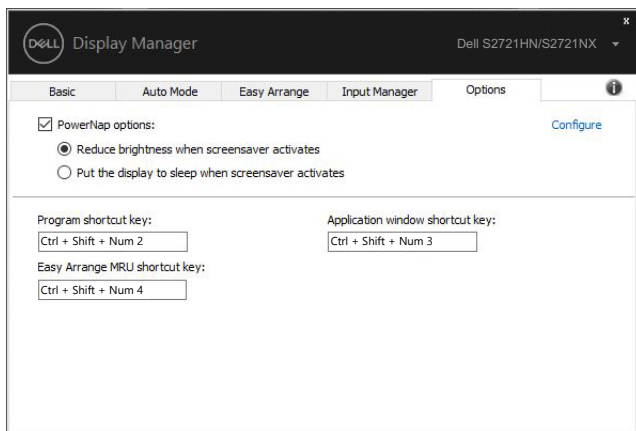 x
DELL Display Manager
Dell S2721HN/S2721NX
Basic Auto Mode Easy Arrange Input Manager Options i
PowerNap options: Configure
Reduce brightness when screensaver activates
Put the display to sleep when screensaver activates
Program shortcut key: Application window shortcut key:
Ctrl + Shift + Num 2 Ctrl + Shift + Num 3
Easy Arrange MRU shortcut key:
Ctrl + Shift + Num 4